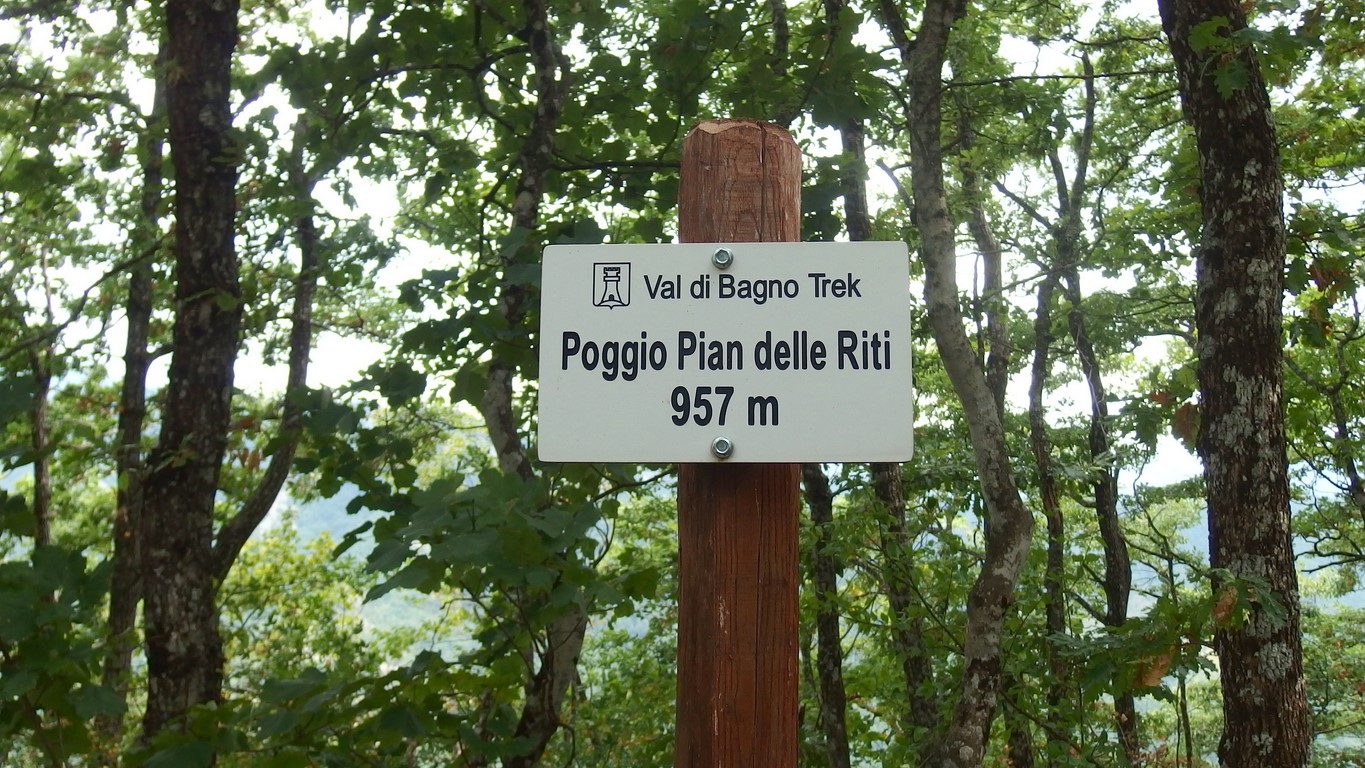 Val di Bagno Trek
Poggio Pian delle Riti
957 m